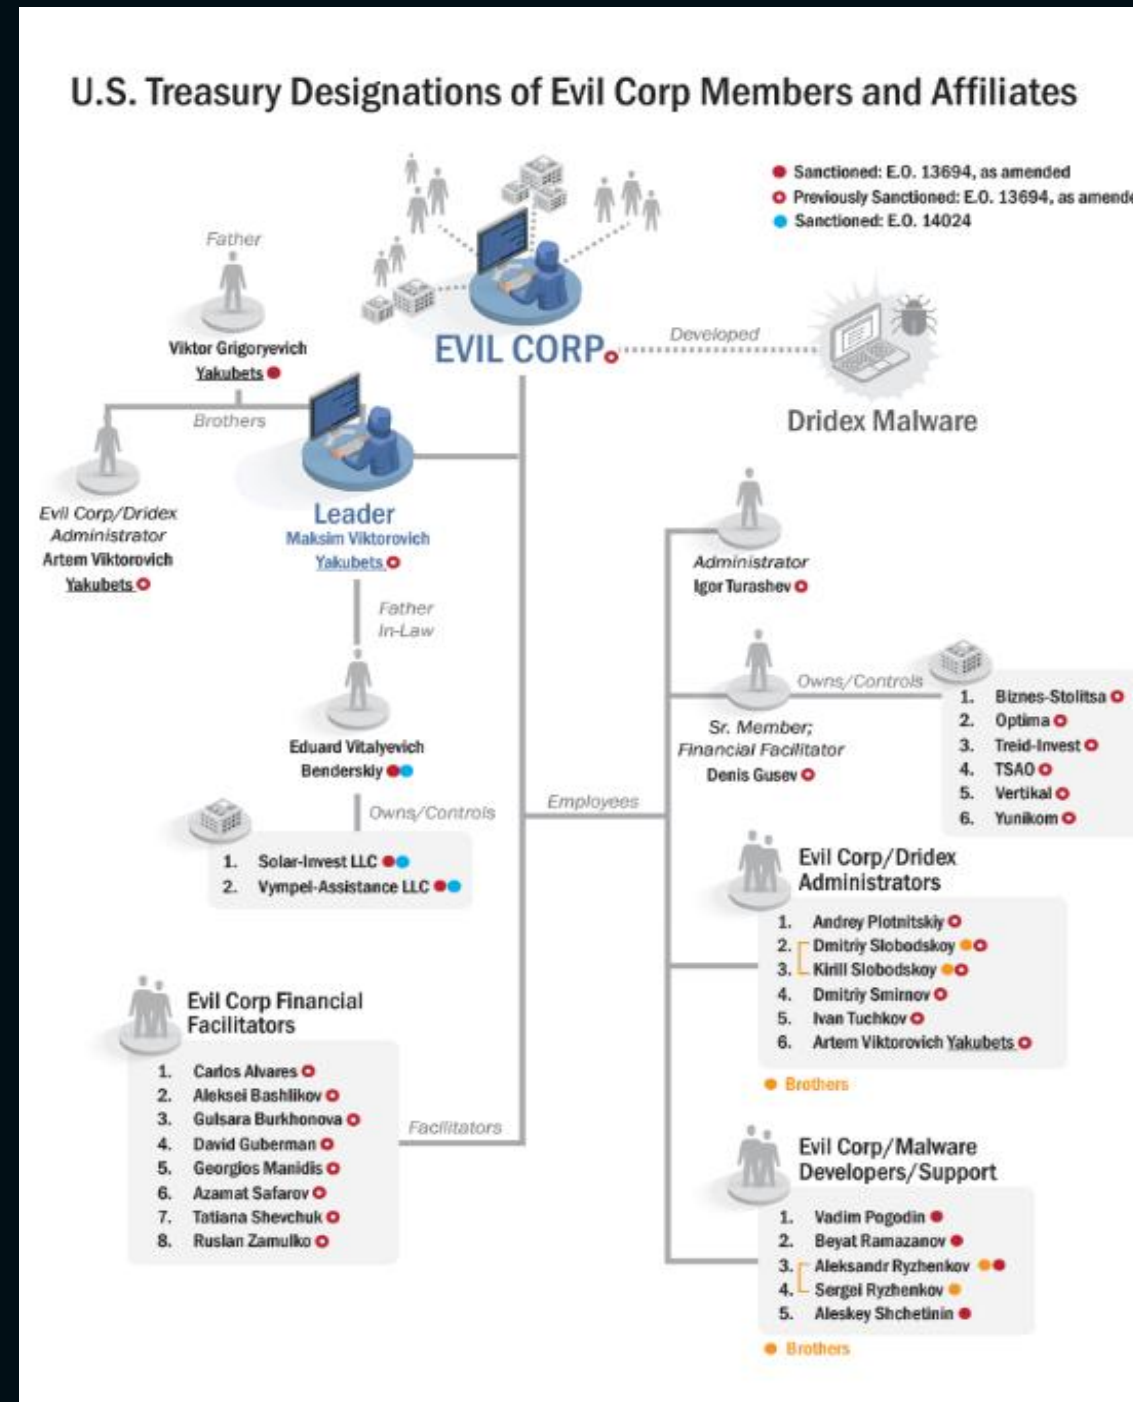 U.S. Treasury Designations of Evil Corp Members and Affiliates
Sanctioned: E.O. 13694, as amended
Previously Sanctioned: E.O. 13694, as amende
Sanctioned: E.O. 14024
Father
Viktor Grigoryevich
Yakubets
Brothers
EVIL CORP
Developed
Dridex Malware
Evil Corp/Dridex
Administrator
Artem Viktorovich
Yakubets
Leader
Maksim Viktorovich
Yakubets
Father
In-Law
Eduard Vitalyevich
Benderskiy
Owns/Controls
1. Solar-Invest LLC
2. Vympel-Assistance LLC
Employees
Administrator
Igor Turashev
Sr. Member;
Financial Facilitator
Denis Gusev
Owns/Controls
1. Biznes-Stolitsa
2. Optima
3. Treid-Invest
4. TSAO
5. Vertikal
6. Yunikom
Evil Corp/Dridex
Administrators
1. Andrey Plotnitskiy
2. Dmitriy Slobodskoy
3. Kirill Slobodskoy
4. Dmitriy Smirnov
5. Ivan Tuchkov
6. Artem Viktorovich Yakubets
Brothers
Evil Corp Financial
Facilitators
1. Carlos Alvares
2. Aleksei Bashlikov
3. Gulsara Burkhonova
4. David Guberman
5. Georgios Manidis
6. Azamat Safarov
7. Tatiana Shevchuk
8. Ruslan Zamulko
Facilitators
Evil Corp/Malware
Developers/Support
1. Vadim Pogodin
2. Beyat Ramazanov
3. Aleksandr Ryzhenkov
4. Sergei Ryzhenkov
5. Aleskey Shchetinin
Brothers